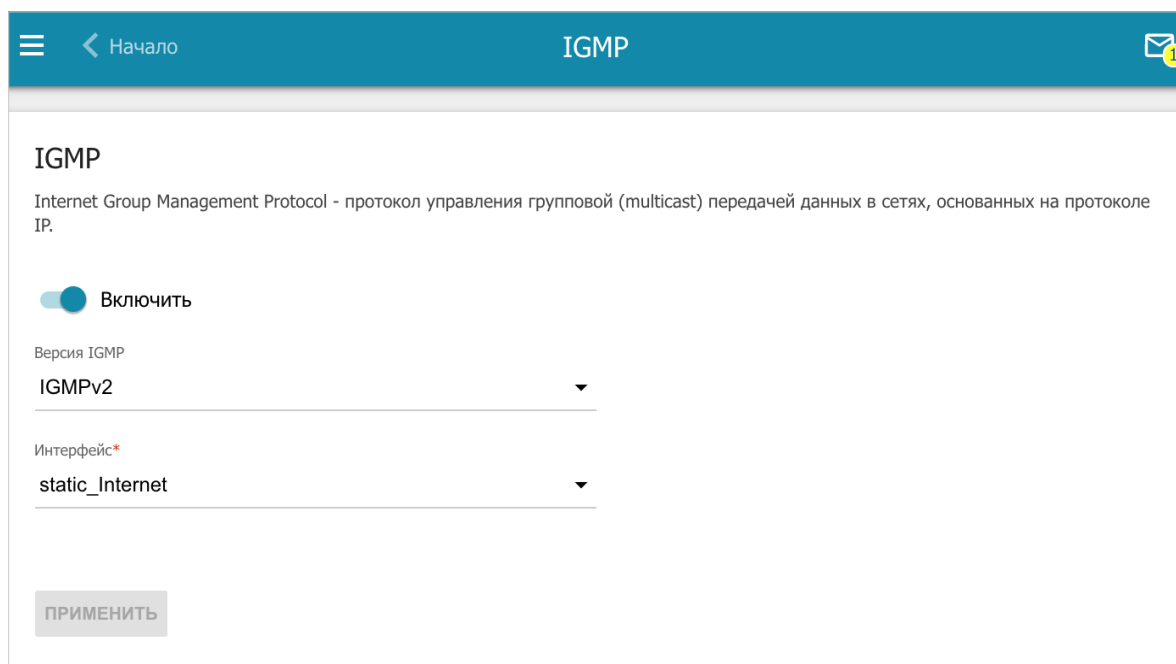 Начало
IGMP
1
IGMP
Internet Group Management Protocol - протокол управления групповой (multicast) передачей данных в сетях, основанных на протоколе
IP.
Включить
Версия IGMP
IGMPv2
Интерфейс*
static_Internet
ПРИМЕНИТЬ